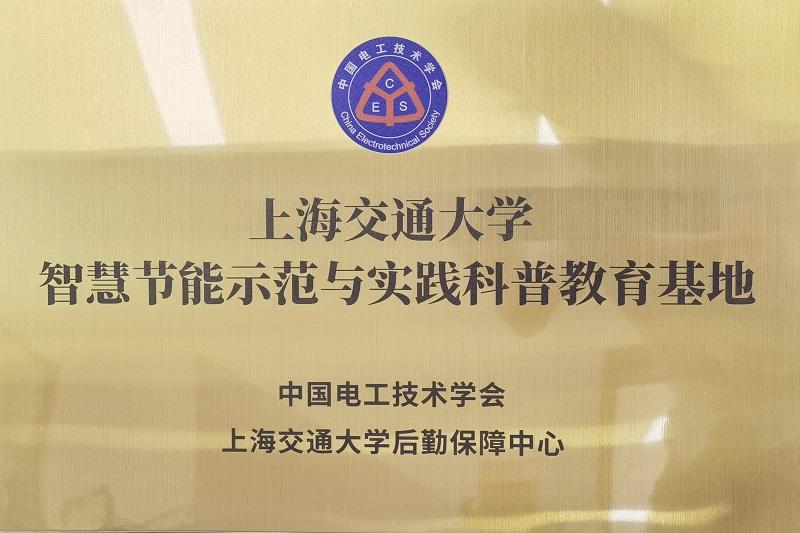 中国电工技术学会
C
E S
China Electrotechnical Society
上海交通大学
智慧节能示范与实践科普教育基地
中国电工技术学会
上海交通大学后勤保障中心